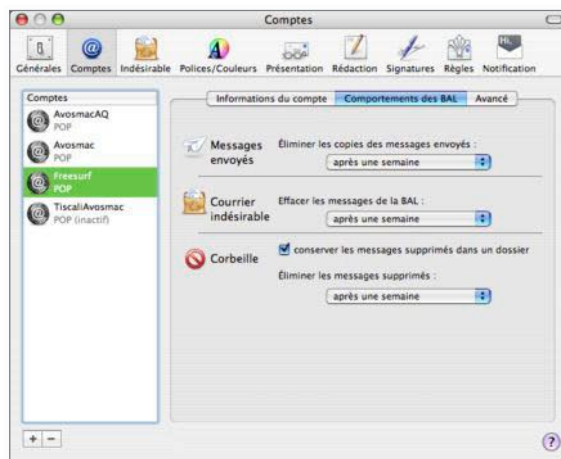 Comptes
Générales Comptes Indésirable Polices/Couleurs Présentation Rédaction Signatures Règles Notification
Comptes
AvosmacAQ
POP
Avosmac
POP
Freesurf
POP
TiscaliAvosmac
POP (inactif)
Informations du compte Comportements des BAL Avancé
Messages envoyés
Éliminer les copies des messages envoyés :
après une semaine
Courrier indésirable
Effacer les messages de la BAL :
après une semaine
Corbeille
conserver les messages supprimés dans un dossier
Éliminer les messages supprimés :
après une semaine
+ −
?